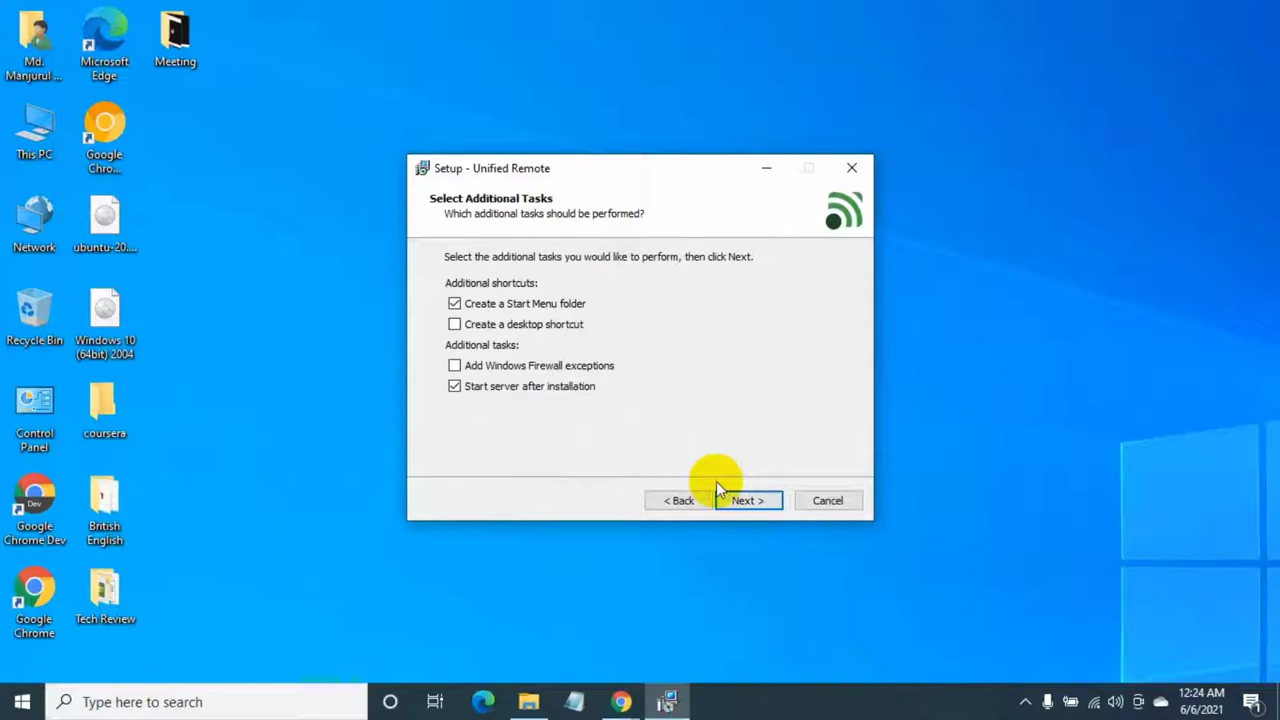 Md.
Manjurul ...
Microsoft
Edge
Meeting
This PC
Google
Chro...
Network
ubuntu-20....
Recycle Bin
Windows 10
(64bit) 2004
Control
Panel
coursera
Dev
Google
Chrome Dev
British
English
Google
Chrome
Tech Review
Setup - Unified Remote
Select Additional Tasks
Which additional tasks should be performed?
Select the additional tasks you would like to perform, then click Next.
Additional shortcuts:
Create a Start Menu folder
Create a desktop shortcut
Additional tasks:
Add Windows Firewall exceptions
Start server after installation
< Back
Next >
Cancel
Type here to search
12:24 AM
6/6/2021
1